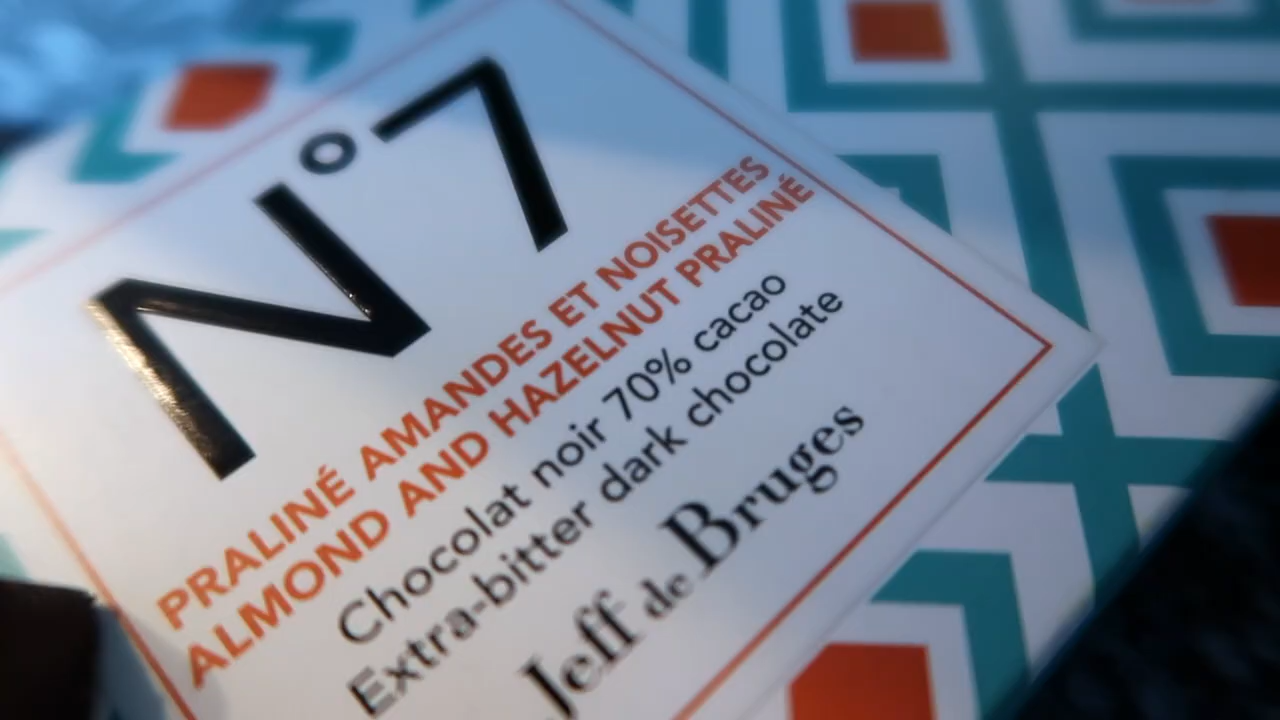 N°7
PRALINÉ AMANDES ET NOISETTES
ALMOND AND HAZELNUT PRALINÉ
Chocolat noir 70% cacao
Extra-bitter dark chocolate
Jeff de Bruges